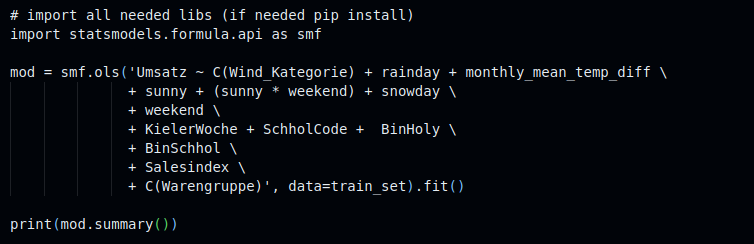 # import all needed libs (if needed pip install)
import statsmodels.formula.api as smf
mod = smf.ols('Umsatz ~ C(Wind_Kategorie) + rainday + monthly_mean_temp_diff \
+ sunny + (sunny * weekend) + snowday \
+ weekend \
+ KielerWoche + SchholCode +  BinHoly \
+ BinSchhol \
+ Salesindex \
+ C(Warengruppe)', data=train_set).fit()
print(mod.summary())